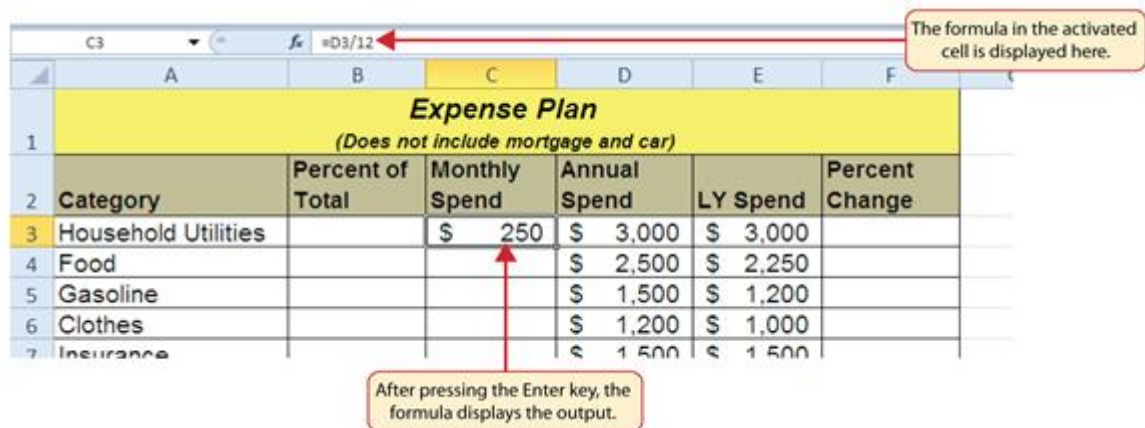 C3 fx =D3/12
The formula in the activated
cell is displayed here.
A B C D E F
1 Expense Plan
(Does not include mortgage and car)
2 Category Percent of Total Monthly Spend Annual Spend LY Spend Percent Change
3 Household Utilities $ 250 $ 3,000 $ 3,000
4 Food $ 2,500 $ 2,250
5 Gasoline $ 1,500 $ 1,200
6 Clothes $ 1,200 $ 1,000
7 Insurance $ 1,500 $ 1,500
After pressing the Enter key, the
formula displays the output.